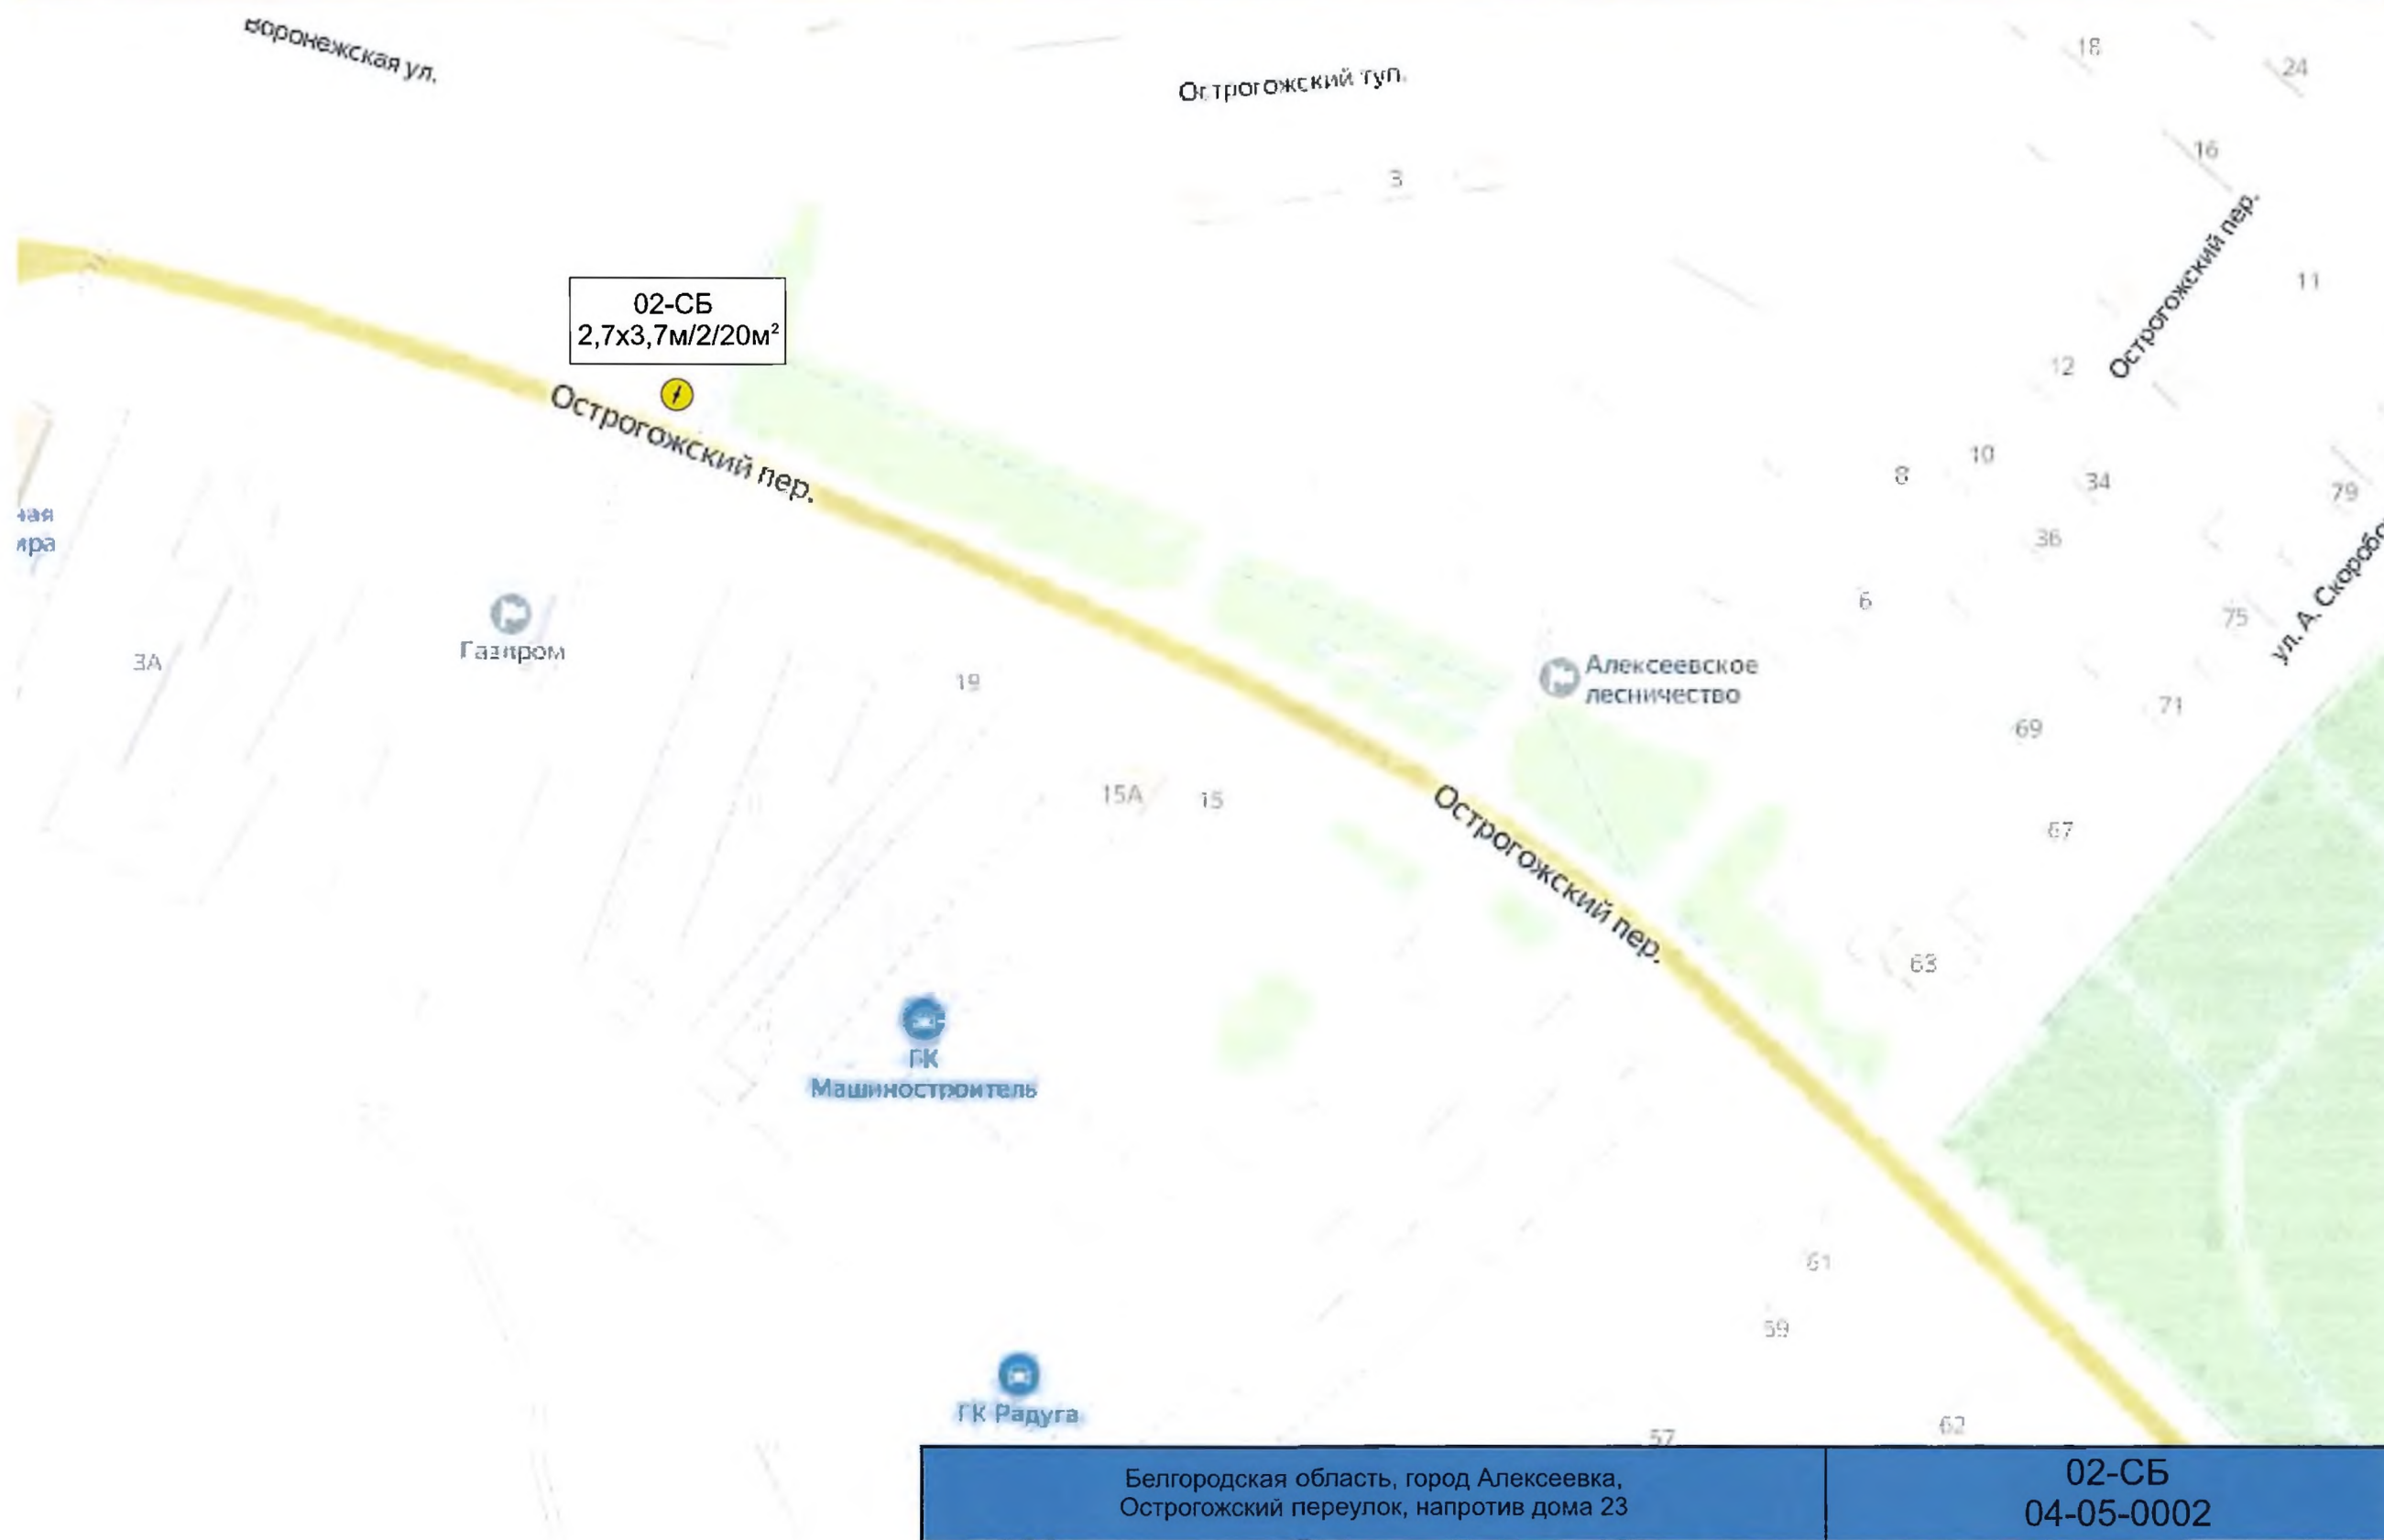 Воронежская ул.
Острогожский туп.
18
24
16
3
Острогожский пер.
11
02-СБ
2,7х3,7м/2/20м²
12
Острогожский пер.
8
10
34
79
36
ная
ира
6
75
ул. А. Скоробо
Газпром
3А
19
Алексеевское
лесничество
71
69
15А
15
67
Острогожский пер.
63
ГК
Машиностроитель
61
59
ГК Радуга
62
57
Белгородская область, город Алексеевка,
Острогожский переулок, напротив дома 23
02-СБ
04-05-0002